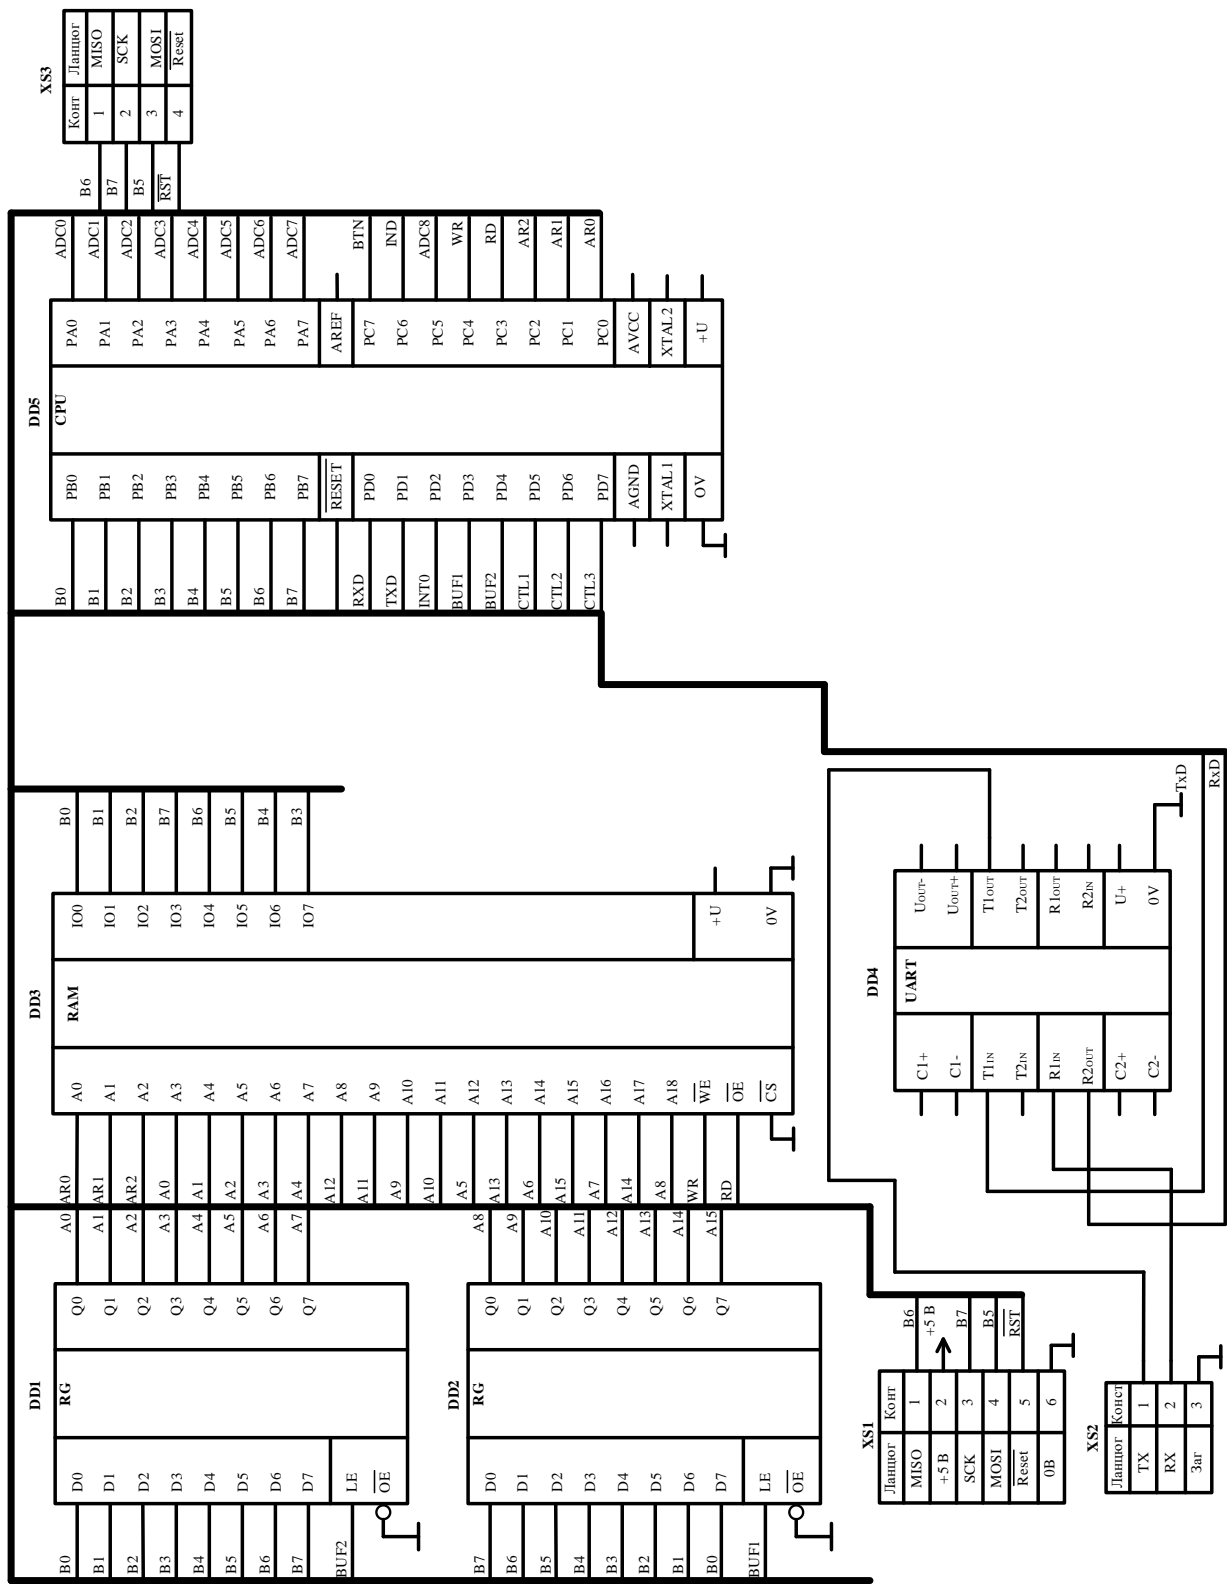 DD1
RG
D0
D1
D2
D3
D4
D5
D6
D7
LE
OE
Q0
Q1
Q2
Q3
Q4
Q5
Q6
Q7
B0
B1
B2
B3
B4
B5
B6
B7
BUF2
A0
A1
A2
A3
A4
A5
A6
A7
DD2
RG
D0
D1
D2
D3
D4
D5
D6
D7
LE
OE
Q0
Q1
Q2
Q3
Q4
Q5
Q6
Q7
B7
B6
B5
B4
B3
B2
B1
B0
BUF1
A8
A9
A10
A11
A12
A13
A14
A15
DD3
RAM
AR0
AR1
AR2
A0
A1
A2
A3
A4
A12
A11
A9
A10
A5
A13
A6
A15
A7
A14
A8
WR
RD
A0
A1
A2
A3
A4
A5
A6
A7
A8
A9
A10
A11
A12
A13
A14
A15
A16
A17
A18
WE
OE
CS
IO0
IO1
IO2
IO3
IO4
IO5
IO6
IO7
+U
0V
B0
B1
B2
B7
B6
B5
B4
B3
DD5
CPU
B0
B1
B2
B3
B4
B5
B6
B7
RXD
TXD
INT0
BUF1
BUF2
CTL1
CTL2
CTL3
PB0
PB1
PB2
PB3
PB4
PB5
PB6
PB7
RESET
PD0
PD1
PD2
PD3
PD4
PD5
PD6
PD7
AGND
XTAL1
OV
PA0
PA1
PA2
PA3
PA4
PA5
PA6
PA7
AREF
PC7
PC6
PC5
PC4
PC3
PC2
PC1
PC0
AVCC
XTAL2
+U
ADC0
ADC1
ADC2
ADC3
ADC4
ADC5
ADC6
ADC7
BTN
IND
ADC8
WR
RD
AR2
AR1
AR0
XS3
Конт Ланцюг
1 MISO
2 SCK
3 MOSI
4 Reset
B6
B7
B5
RST
XS1
Ланцюг Конт
MISO 1
+5 В 2
SCK 3
MOSI 4
Reset 5
0В 6
B6
+5 В
B7
B5
RST
XS2
Ланцюг Конст
TX 1
RX 2
Заг 3
DD4
UART
C1+
C1-
T1IN
T2IN
R1IN
R2OUT
C2+
C2-
UOUT-
UOUT+
T1OUT
T2OUT
R1OUT
R2IN
U+
0V
TxD
RxD